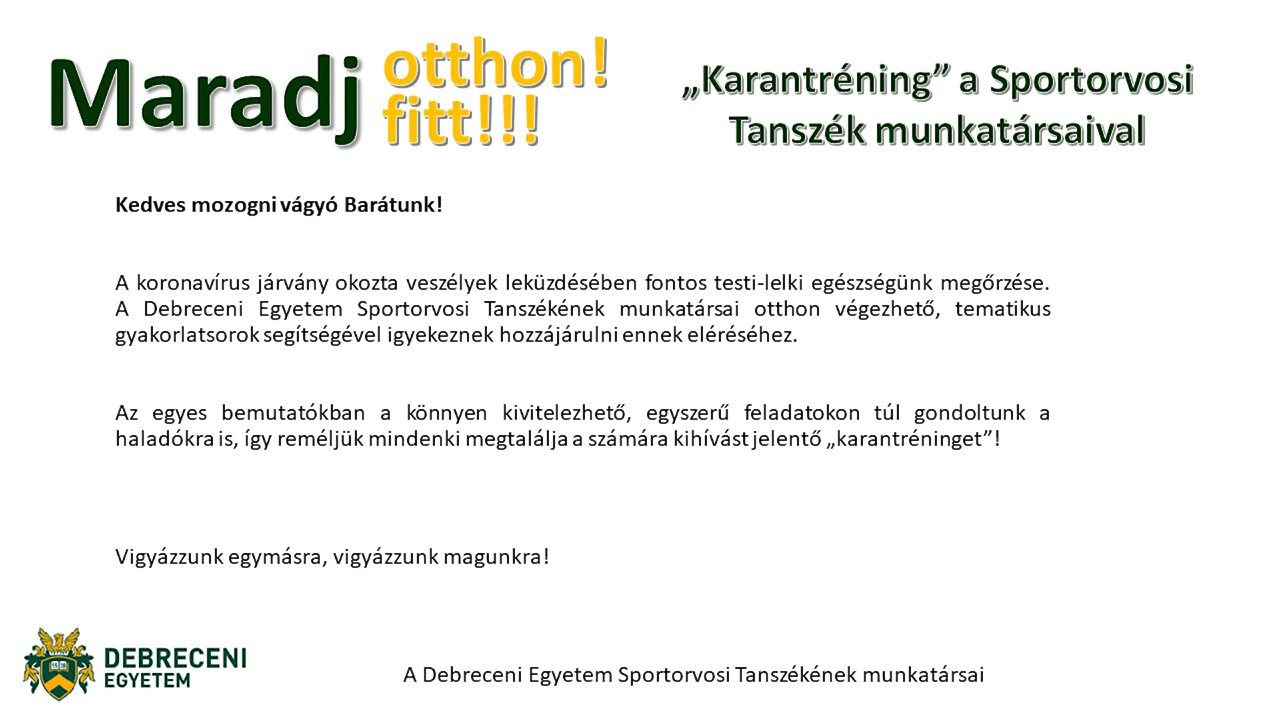 Maradj otthon!
fitt!!!
„Karantréning” a Sportorvosi
Tanszék munkatársaival
Kedves mozogni vágyó Barátunk!
A koronavírus járvány okozta veszélyek leküzdésében fontos testi-lelki egészségünk megőrzése.
A Debreceni Egyetem Sportorvosi Tanszékének munkatársai otthon végezhető, tematikus
gyakorlatsorok segítségével igyekeznek hozzájárulni ennek eléréséhez.
Az egyes bemutatókban a könnyen kivitelezhető, egyszerű feladatokon túl gondoltunk a
haladókra is, így reméljük mindenki megtalálja a számára kihívást jelentő „karantréninget”!
Vigyázzunk egymásra, vigyázzunk magunkra!
DEBRECENI
EGYETEM
A Debreceni Egyetem Sportorvosi Tanszékének munkatársai